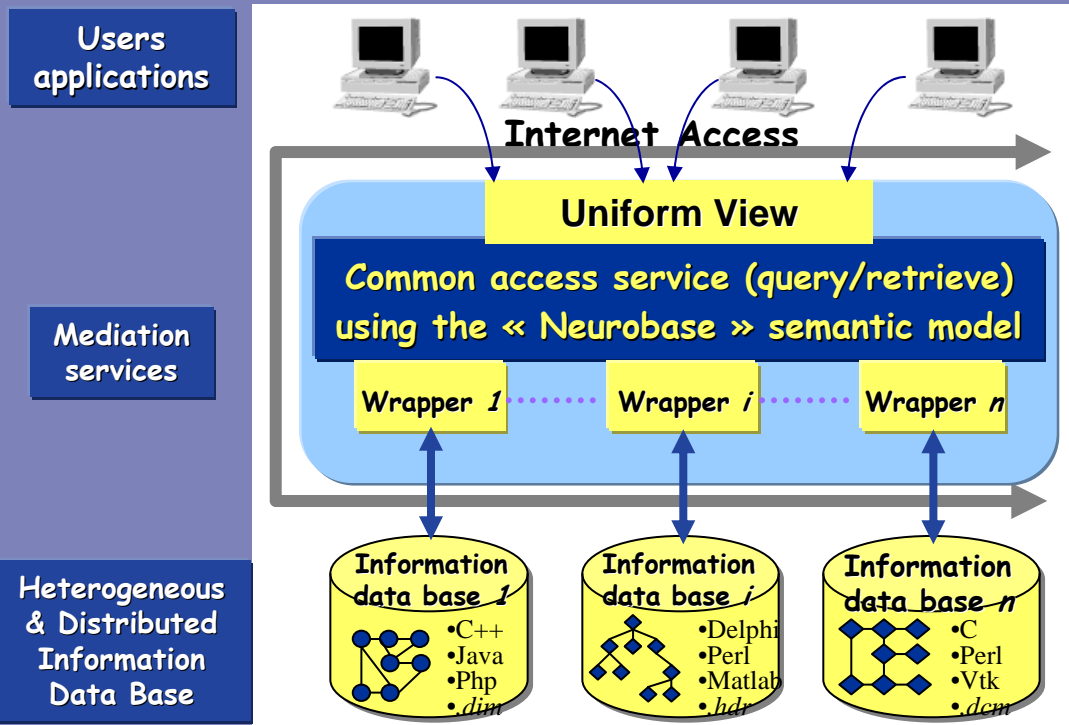 Users
applications
Internet Access
Uniform View
Common access service (query/retrieve)
using the « Neurobase » semantic model
Mediation
services
Wrapper 1
Wrapper i
Wrapper n
Heterogeneous
& Distributed
Information
Data Base
Information
data base 1
•C++
•Java
•Php
•.dim
Information
data base i
•Delphi
•Perl
•Matlab
•.hdr
Information
data base n
•C
•Perl
•Vtk
•.dcm